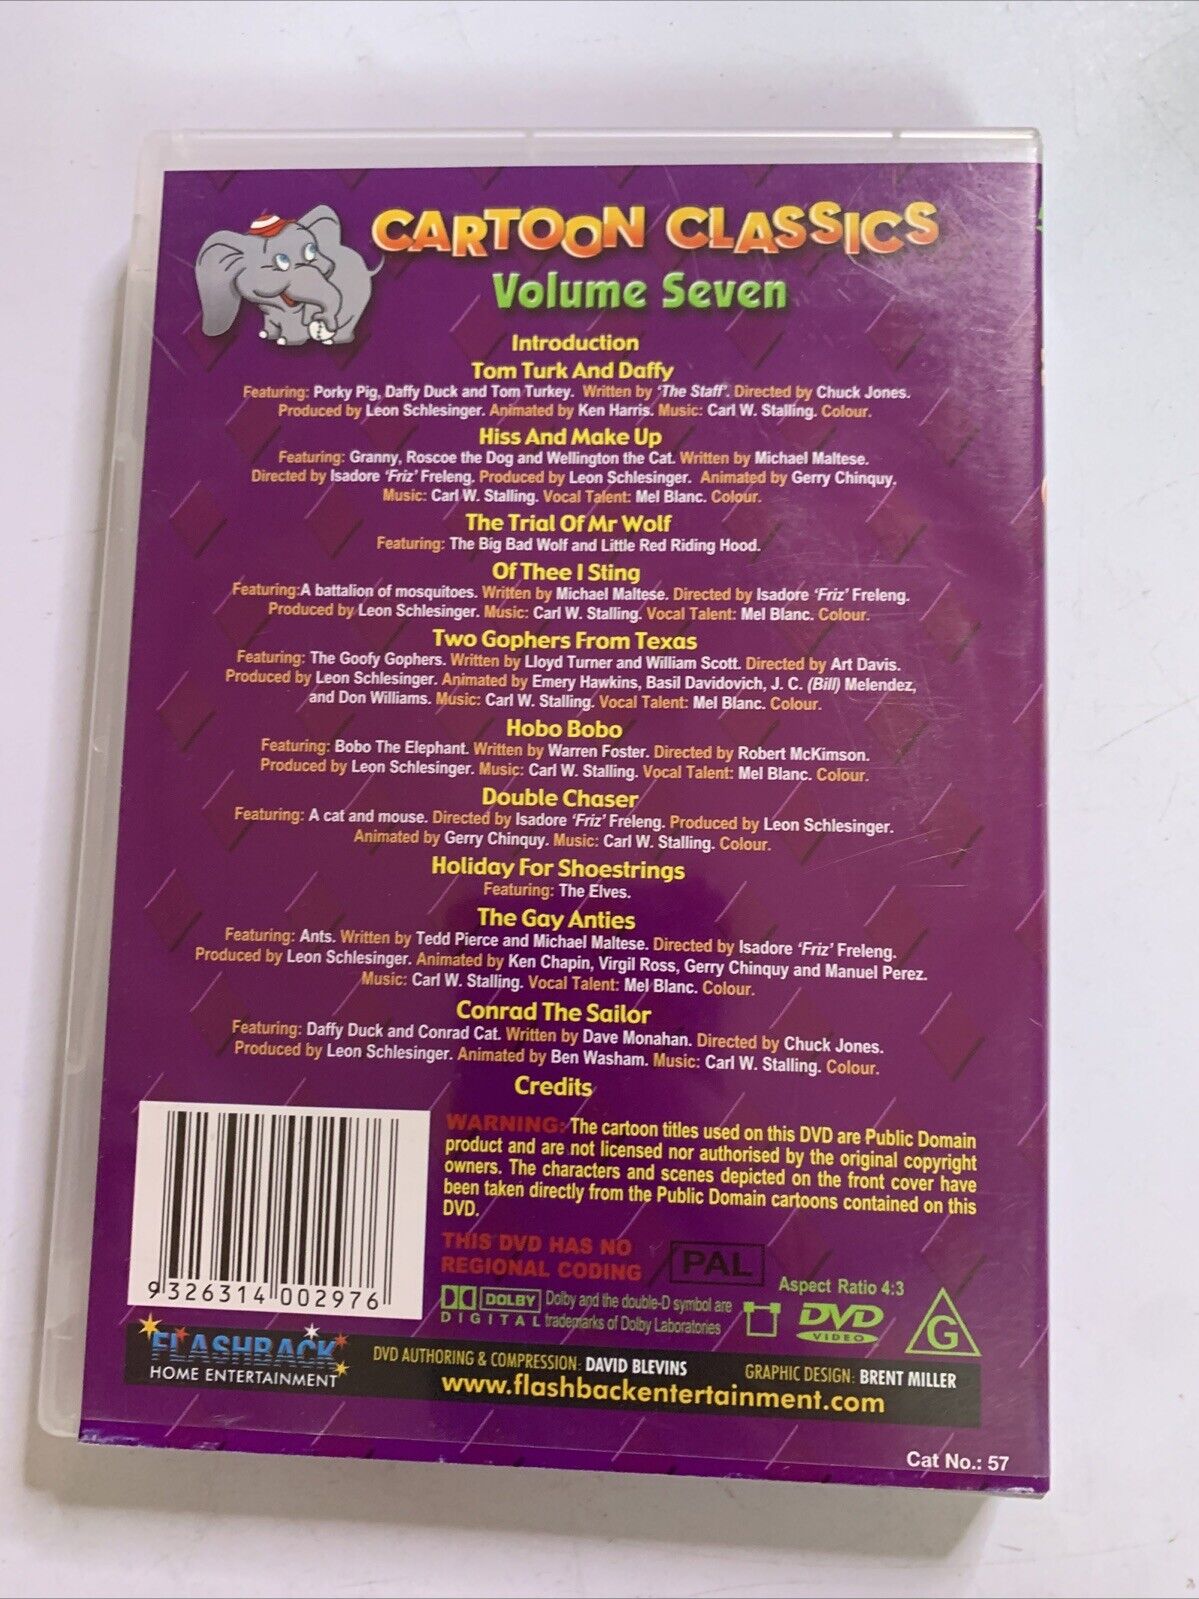 CARTOON CLASSICS
Volume Seven
Introduction
Tom Turk And Daffy
Featuring: Porky Pig, Daffy Duck and Tom Turkey. Written by 'The Staff'. Directed by Chuck Jones.
Produced by Leon Schlesinger. Animated by Ken Harris. Music: Carl W. Stalling. Colour.
Hiss And Make Up
Featuring: Granny, Roscoe the Dog and Wellington the Cat. Written by Michael Maltese.
Directed by Isadore 'Friz' Freleng. Produced by Leon Schlesinger. Animated by Gerry Chinquy.
Music: Carl W. Stalling. Vocal Talent: Mel Blanc. Colour.
The Trial Of Mr Wolf
Featuring: The Big Bad Wolf and Little Red Riding Hood.
Of Thee I Sting
Featuring:A battalion of mosquitoes. Written by Michael Maltese. Directed by Isadore 'Friz' Freleng.
Produced by Leon Schlesinger. Music: Carl W. Stalling. Vocal Talent: Mel Blanc. Colour.
Two Gophers From Texas
Featuring: The Goofy Gophers. Written by Lloyd Turner and William Scott. Directed by Art Davis.
Produced by Leon Schlesinger. Animated by Emery Hawkins, Basil Davidovich, J. C. (Bill) Melendez,
and Don Williams. Music: Carl W. Stalling. Vocal Talent: Mel Blanc. Colour.
Hobo Bobo
Featuring: Bobo The Elephant. Written by Warren Foster. Directed by Robert McKimson.
Produced by Leon Schlesinger. Music: Carl W. Stalling. Vocal Talent: Mel Blanc. Colour.
Double Chaser
Featuring: A cat and mouse. Directed by Isadore 'Friz' Freleng. Produced by Leon Schlesinger.
Animated by Gerry Chinquy. Music: Carl W. Stalling. Colour.
Holiday For Shoestrings
Featuring: The Elves.
The Gay Anties
Featuring: Ants. Written by Tedd Pierce and Michael Maltese. Directed by Isadore 'Friz' Freleng.
Produced by Leon Schlesinger. Animated by Ken Chapin, Virgil Ross, Gerry Chinquy and Manuel Perez.
Music: Carl W. Stalling. Vocal Talent: Mel Blanc. Colour.
Conrad The Sailor
Featuring: Daffy Duck and Conrad Cat. Written by Dave Monahan. Directed by Chuck Jones.
Produced by Leon Schlesinger. Animated by Ben Washam. Music: Carl W. Stalling. Colour.
Credits
WARNING: The cartoon titles used on this DVD are Public Domain
product and are not licensed nor authorised by the original copyright
owners. The characters and scenes depicted on the front cover have
been taken directly from the Public Domain cartoons contained on this
DVD.
THIS DVD HAS NO
REGIONAL CODING
PAL
Aspect Ratio 4:3
DOLBY
DIGITAL
Dolby and the double-D symbol are
trademarks of Dolby Laboratories
DVD
VIDEO
G
9 326314 002976
FLASHBACK
HOME ENTERTAINMENT
DVD AUTHORING & COMPRESSION: DAVID BLEVINS
GRAPHIC DESIGN: BRENT MILLER
www.flashbackentertainment.com
Cat No.: 57